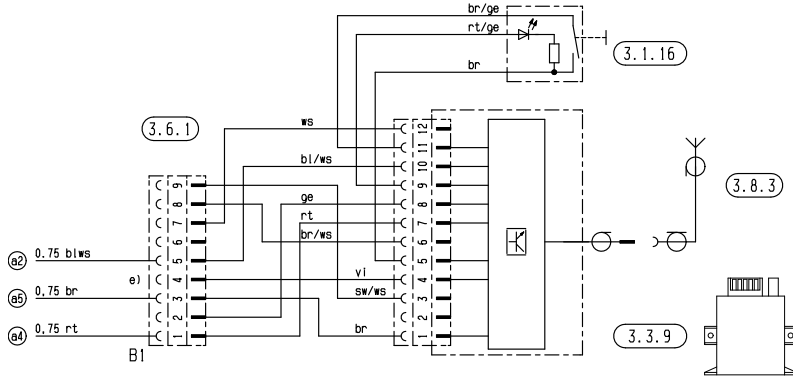 br/ge
rt/ge
3.1.16
br
3.6.1
ws
12
11
bl/ws
10
9
9
3.8.3
8
ge
8
7
rt
7
6
br/ws
6
a2 0.75 blws
5
5
e)
4
vi
4
a5 0,75 br
3
sw/ws
3
2
2
a4 0,75 rt
1
br
1
3.3.9
B1